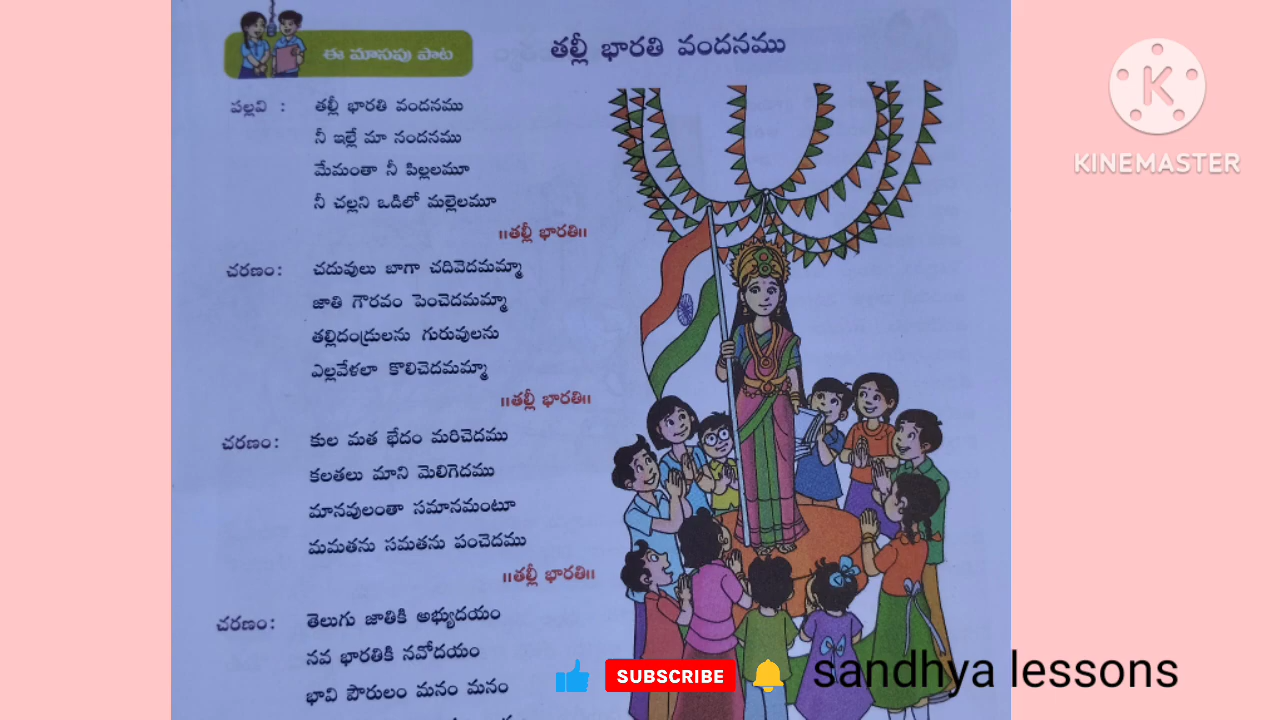 ఈ మాసపు పాట
తల్లీ భారతి వందనము
పల్లవి : తల్లీ భారతి వందనము
నీ ఇల్లే మా నందనము
మేమంతా నీ పిల్లలమూ
నీ చల్లని ఒడిలో మల్లెలమూ
॥తల్లీ భారతి॥
చరణం: చదువులు బాగా చదివెదమమ్మా
జాతి గౌరవం పెంచెదమమ్మా
తల్లిదండ్రులను గురువులను
ఎల్లవేళలా కొలిచెదమమ్మా
॥తల్లీ భారతి॥
చరణం: కుల మత భేదం మరిచెదము
కలతలు మాని మెలిగెదము
మానవులంతా సమానమంటూ
మమతను సమతను పంచెదము
॥తల్లీ భారతి॥
చరణం: తెలుగు జాతికి అభ్యుదయం
నవ భారతికి నవోదయం
భావి పౌరులం మనం మనం
K
KINEMASTER
SUBSCRIBE
sandhya lessons